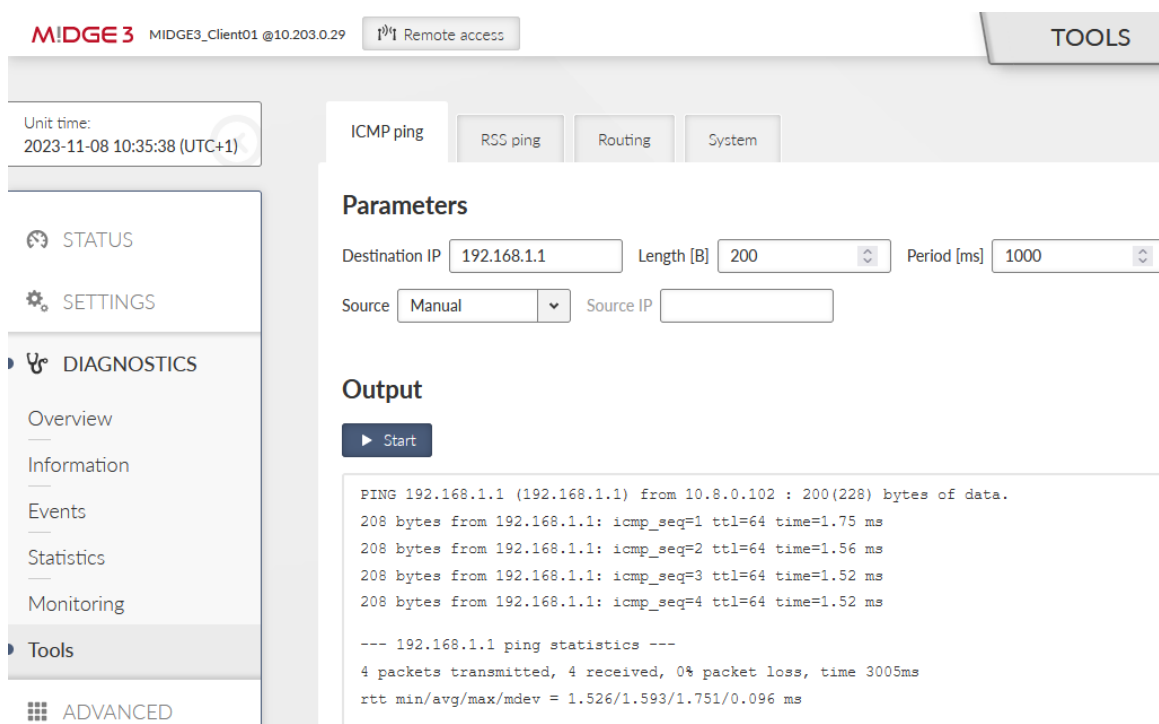 M!DGE 3 MIDGE3_Client01 @10.203.0.29 Remote access TOOLS
Unit time:
2023-11-08 10:35:38 (UTC+1)
ICMP ping RSS ping Routing System
STATUS
SETTINGS
DIAGNOSTICS
Overview
Information
Events
Statistics
Monitoring
Tools
ADVANCED
Parameters
Destination IP 192.168.1.1 Length [B] 200 Period [ms] 1000
Source Manual Source IP
Output
Start
PING 192.168.1.1 (192.168.1.1) from 10.8.0.102 : 200(228) bytes of data.
208 bytes from 192.168.1.1: icmp_seq=1 ttl=64 time=1.75 ms
208 bytes from 192.168.1.1: icmp_seq=2 ttl=64 time=1.56 ms
208 bytes from 192.168.1.1: icmp_seq=3 ttl=64 time=1.52 ms
208 bytes from 192.168.1.1: icmp_seq=4 ttl=64 time=1.52 ms
--- 192.168.1.1 ping statistics ---
4 packets transmitted, 4 received, 0% packet loss, time 3005ms
rtt min/avg/max/mdev = 1.526/1.593/1.751/0.096 ms